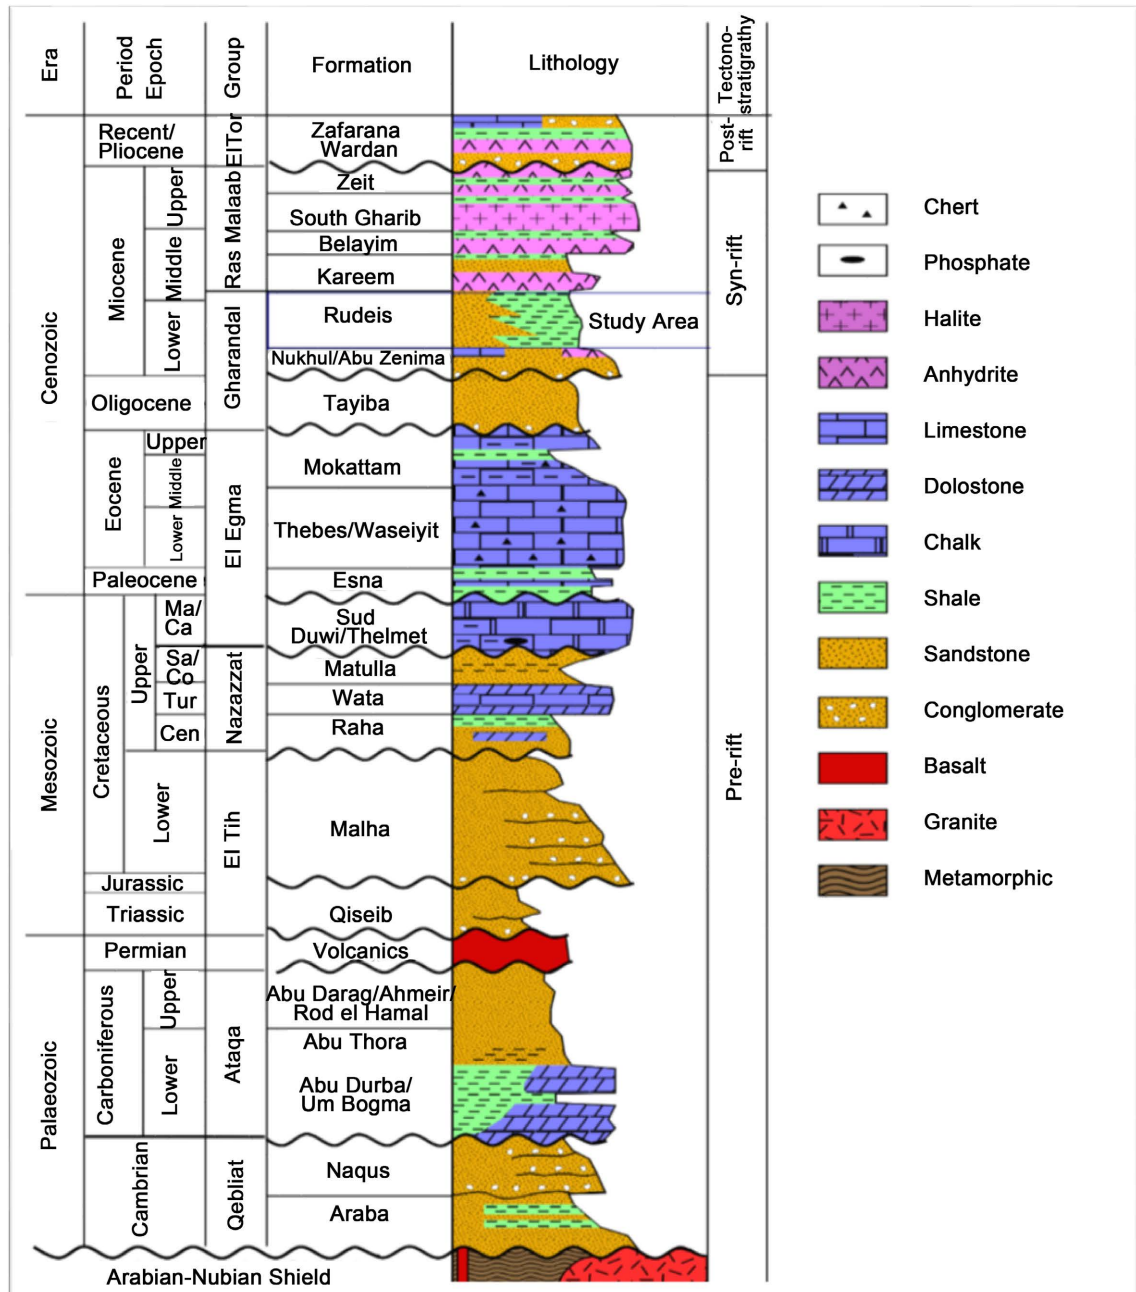 Era
Period
Epoch
Group
Formation
Lithology
Tectono-
stratigrathy
Recent/
Pliocene
El Tor
Zafarana
Wardan
Post-
rift
Miocene
Upper
Middle
Lower
Ras Malaab
Zeit
South Gharib
Belayim
Kareem
Syn-rift
Cenozoic
Gharandal
Rudeis
Study Area
Nukhul/Abu Zenima
Oligocene
Tayiba
Eocene
Upper
Middle
Lower
El Egma
Mokattam
Thebes/Waseiyit
Paleocene
Esna
Mesozoic
Cretaceous
Upper
Ma/
Ca
Sud
Duwi/Thelmet
Sa/
Co
Tur
Cen
Nazazzat
Matulla
Wata
Raha
Pre-rift
Lower
El Tih
Malha
Jurassic
Triassic
Qiseib
Palaeozoic
Permian
Volcanics
Carboniferous
Upper
Lower
Ataqa
Abu Darag/Ahmeir/
Rod el Hamal
Abu Thora
Abu Durba/
Um Bogma
Cambrian
Qebliat
Naqus
Araba
Arabian-Nubian Shield
Chert
Phosphate
Halite
Anhydrite
Limestone
Dolostone
Chalk
Shale
Sandstone
Conglomerate
Basalt
Granite
Metamorphic